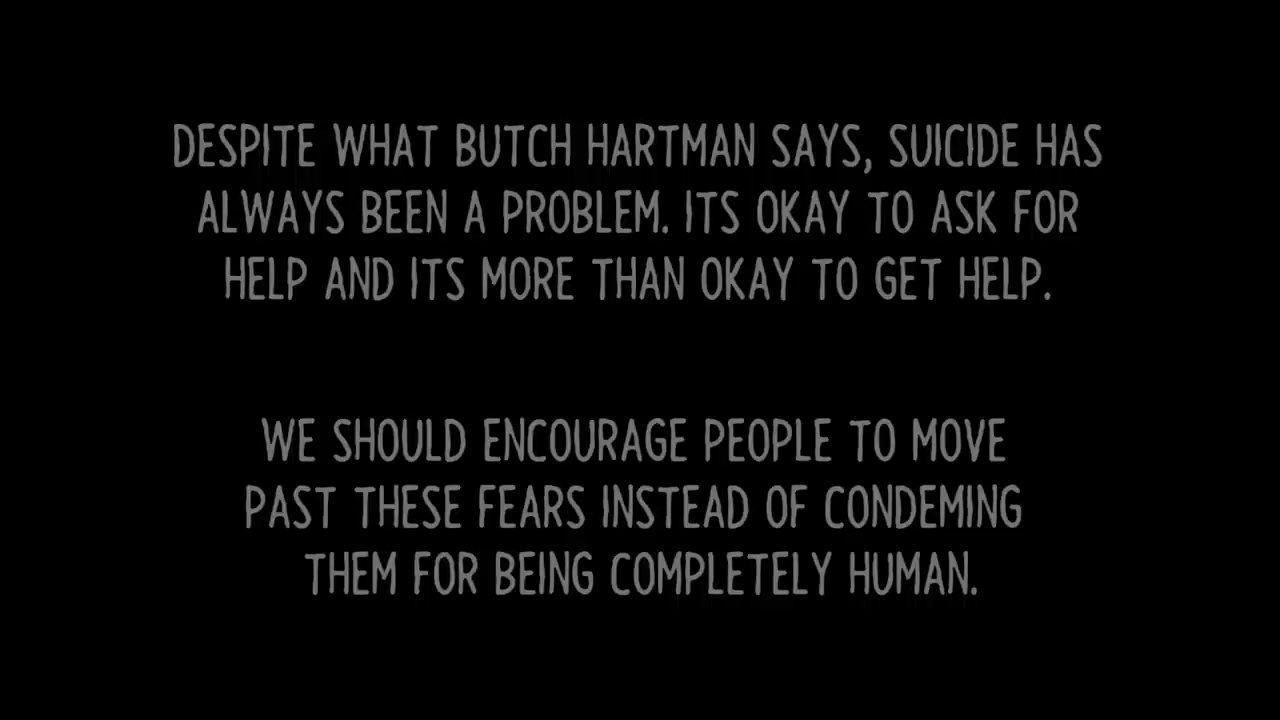 DESPITE WHAT BUTCH HARTMAN SAYS, SUICIDE HAS
ALWAYS BEEN A PROBLEM. ITS OKAY TO ASK FOR
HELP AND ITS MORE THAN OKAY TO GET HELP.
WE SHOULD ENCOURAGE PEOPLE TO MOVE
PAST THESE FEARS INSTEAD OF CONDEMING
THEM FOR BEING COMPLETELY HUMAN.